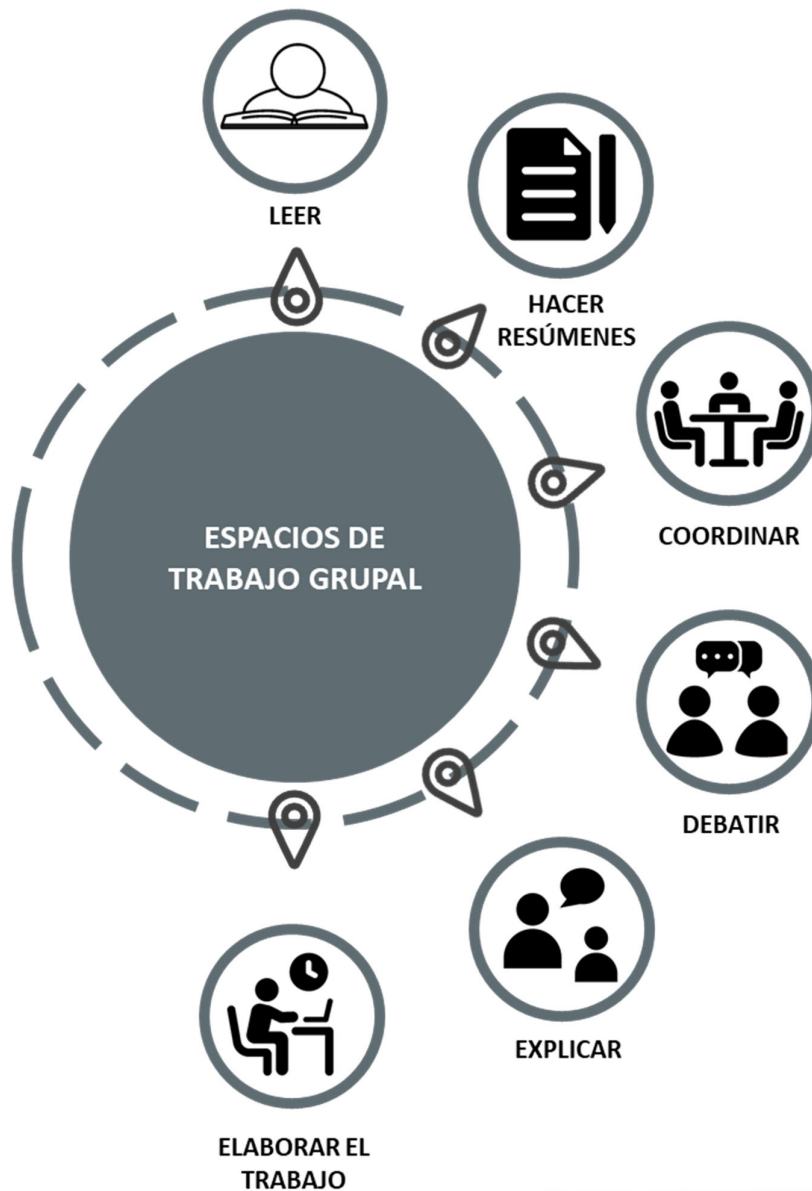 LEER
HACER
RESÚMENES
COORDINAR
ESPACIOS DE
TRABAJO GRUPAL
DEBATIR
EXPLICAR
ELABORAR EL
TRABAJO